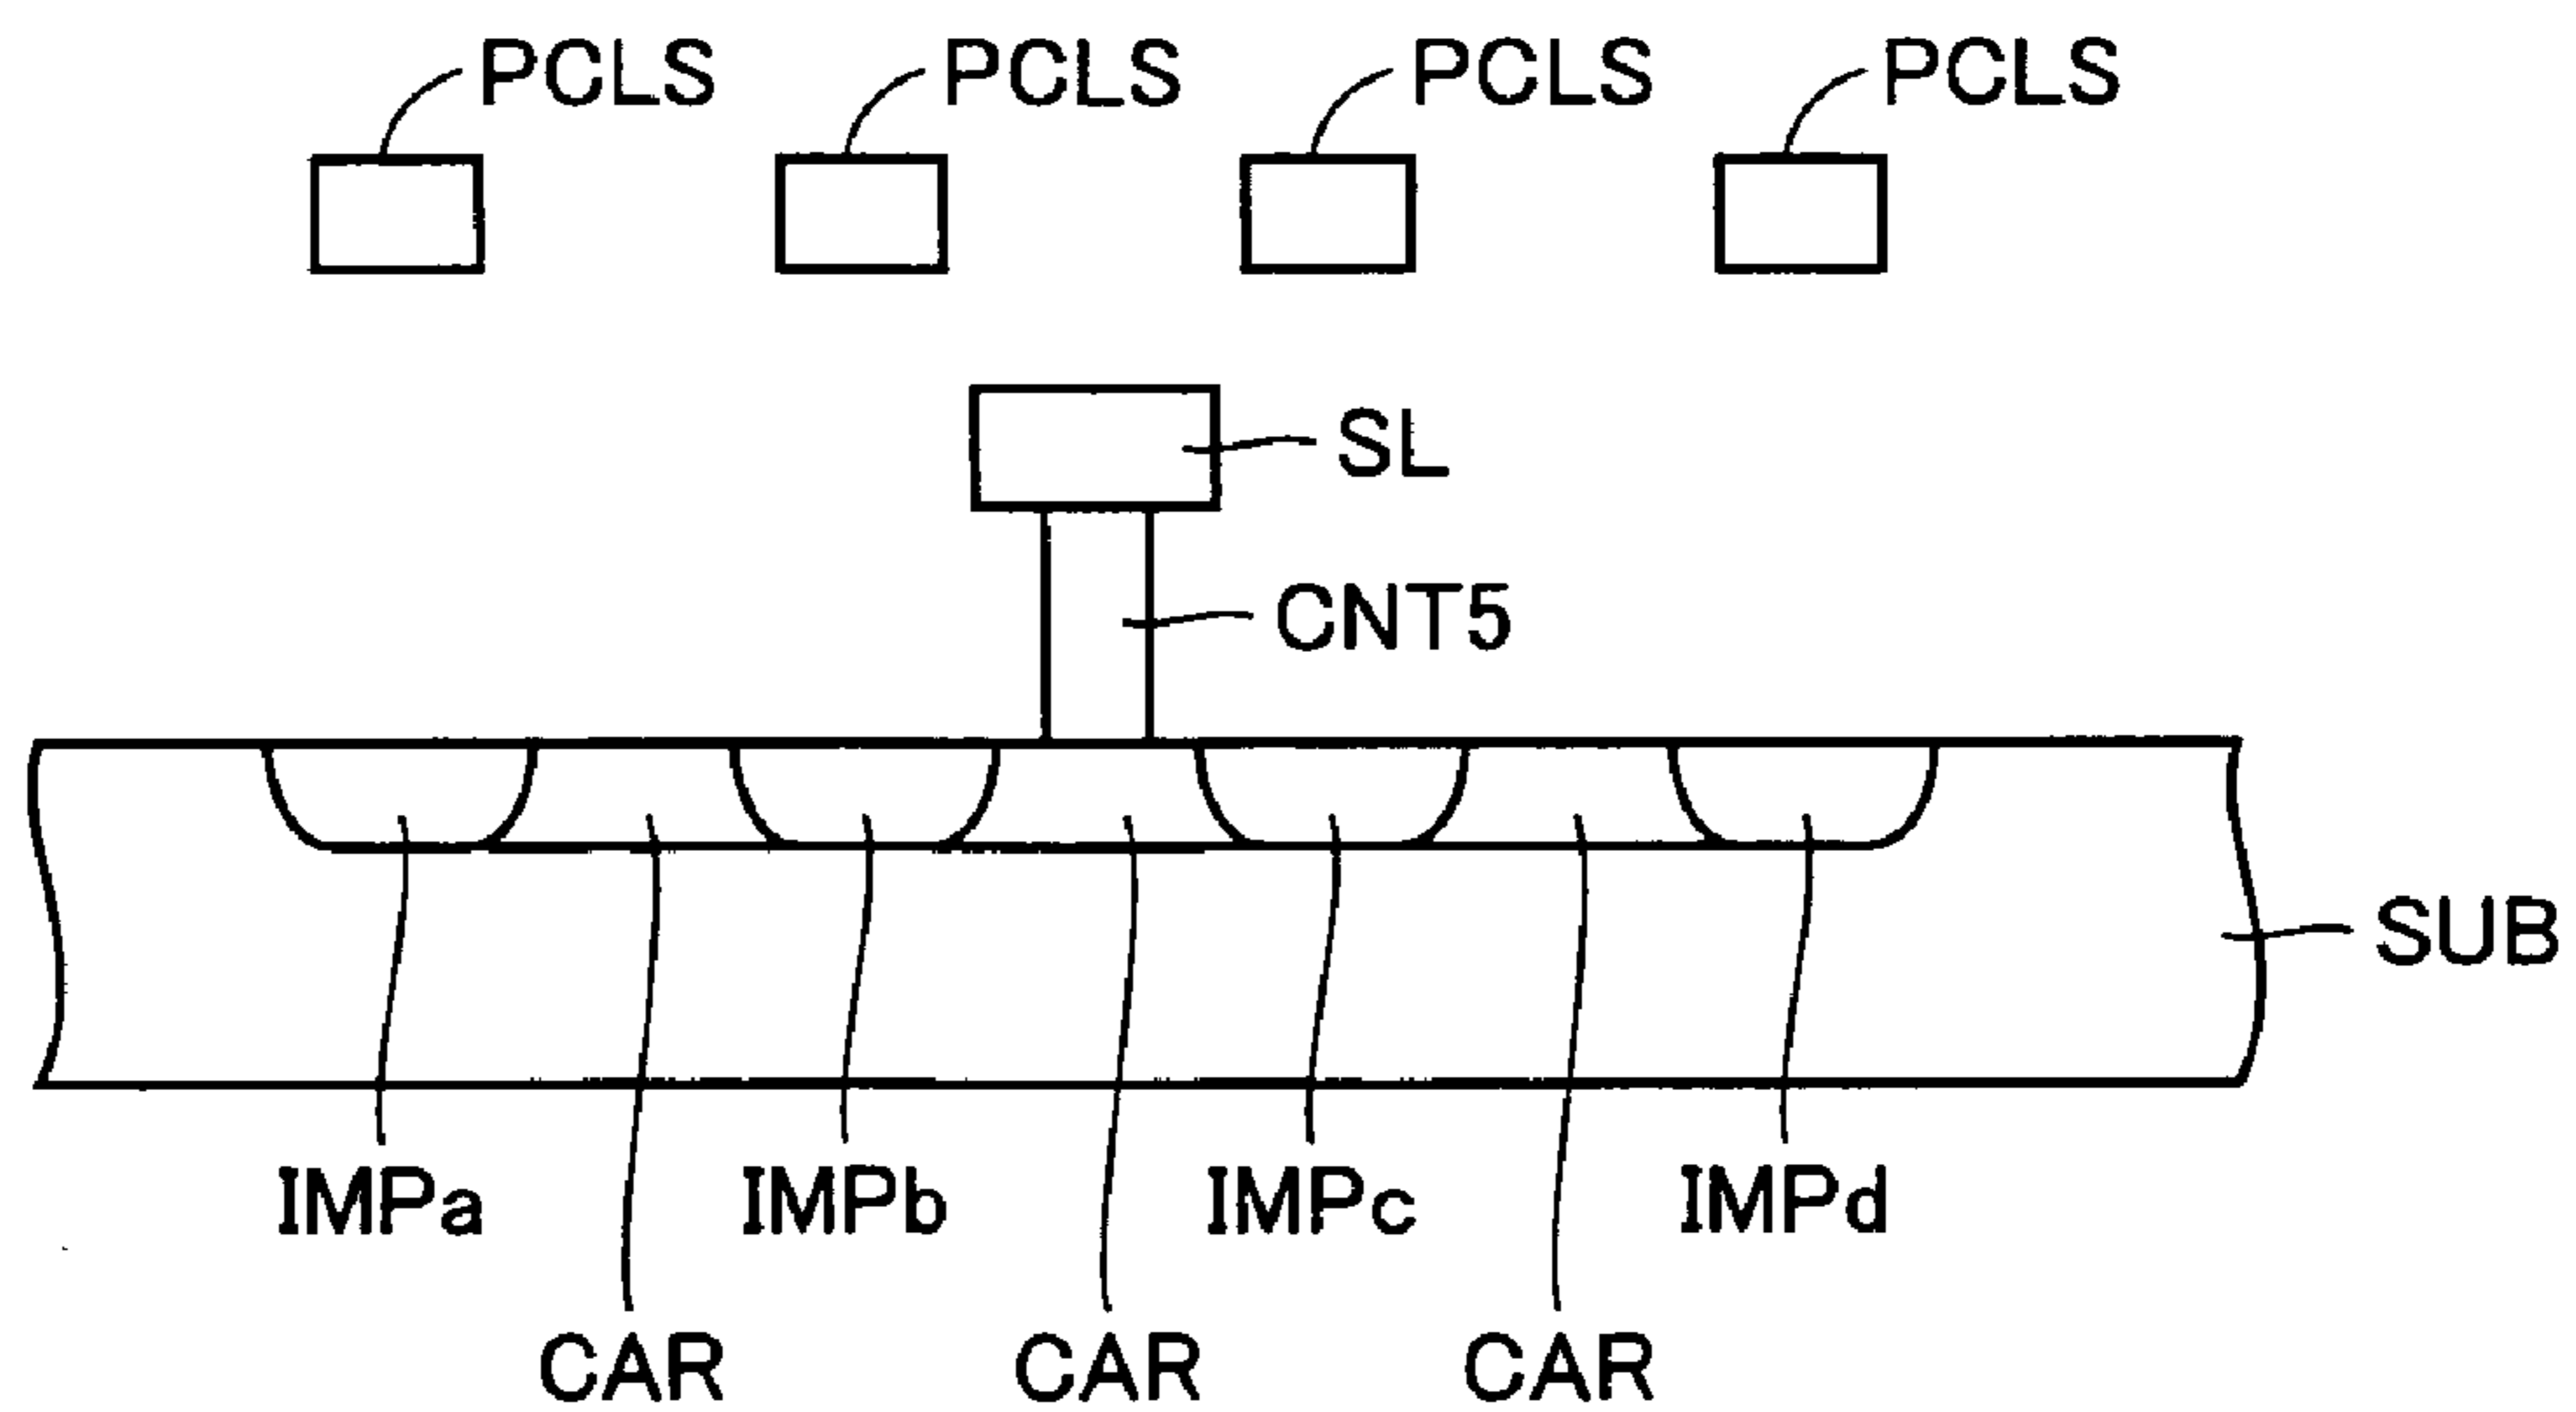 PCLS PCLS PCLS PCLS
SL
CNT5
SUB
IMPa IMPb IMPc IMPd
CAR CAR CAR